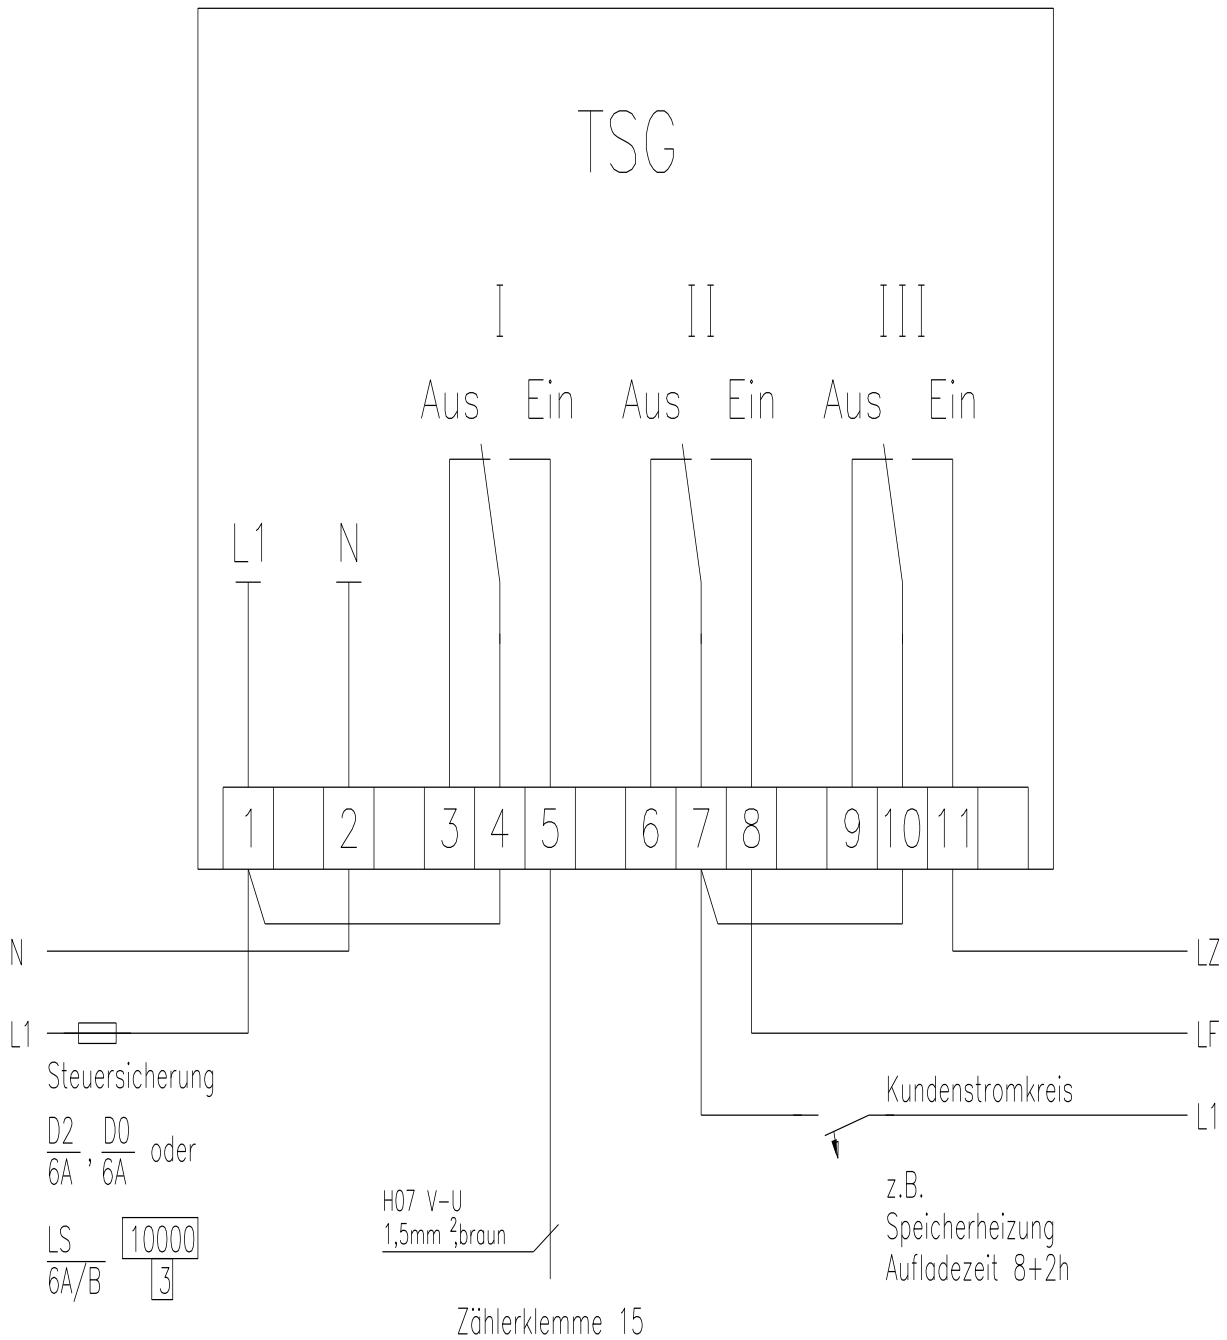 TSG
I II III
Aus Ein Aus Ein Aus Ein
L1 N
1 2 3 4 5 6 7 8 9 10 11
N
LZ
L1
LF
Steuersicherung
D2
6A
, D0
6A
oder
LS
6A/B
10000
3
H07 V-U
1,5mm²,braun
Zählerklemme 15
Kundenstromkreis
L1
z.B.
Speicherheizung
Aufladezeit 8+2h